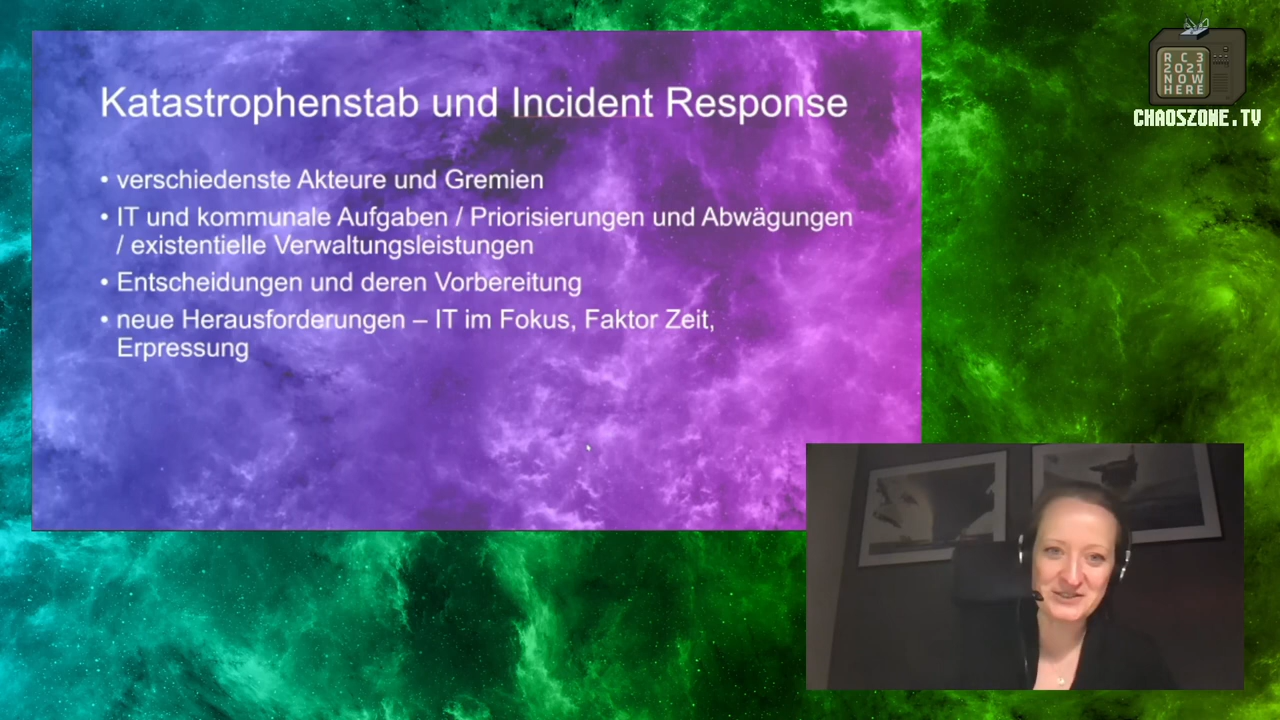 Katastrophenstab und Incident Response
• verschiedenste Akteure und Gremien
• IT und kommunale Aufgaben / Priorisierungen und Abwägungen
/ existentielle Verwaltungsleistungen
• Entscheidungen und deren Vorbereitung
• neue Herausforderungen – IT im Fokus, Faktor Zeit,
Erpressung
R C 3
2021
NOW
HERE
CHAOSZONE.TV